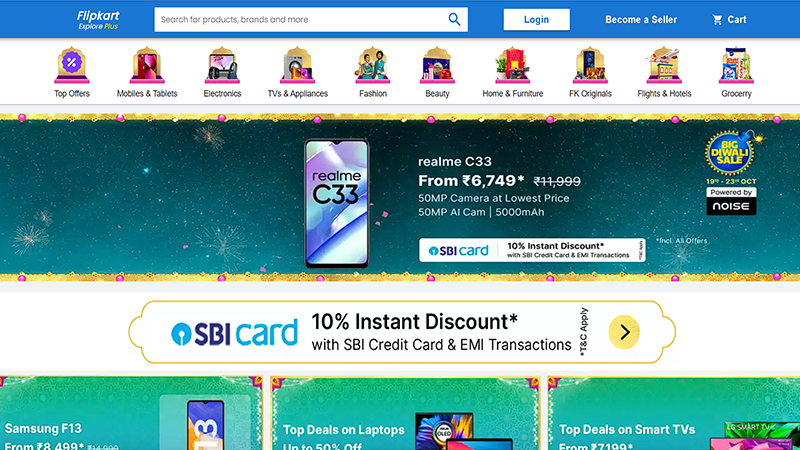 Flipkart
Explore Plus
Search for products, brands and more
Login
Become a Seller
Cart
Top Offers
Mobiles & Tablets
Electronics
TVs & Appliances
Fashion
Beauty
Home & Furniture
FK Originals
Flights & Hotels
Grocerry
realme
C33
realme C33
From ₹6,749* ₹11,999
50MP Camera at Lowest Price
50MP AI Cam | 5000mAh
SBI card
10% Instant Discount*
with SBI Credit Card & EMI Transactions
*T&C Apply
*Incl. All Offers
BIG
DIWALI
SALE
19TH - 23RD OCT
Powered by
noise
SBI card
10% Instant Discount*
with SBI Credit Card & EMI Transactions
*T&C Apply
Samsung F13
From ₹8,499* ₹14,999
Top Deals on Laptops
Up to 50% Off
OLED
Top Deals on Smart TVs
From ₹7199*
LG SMART TV